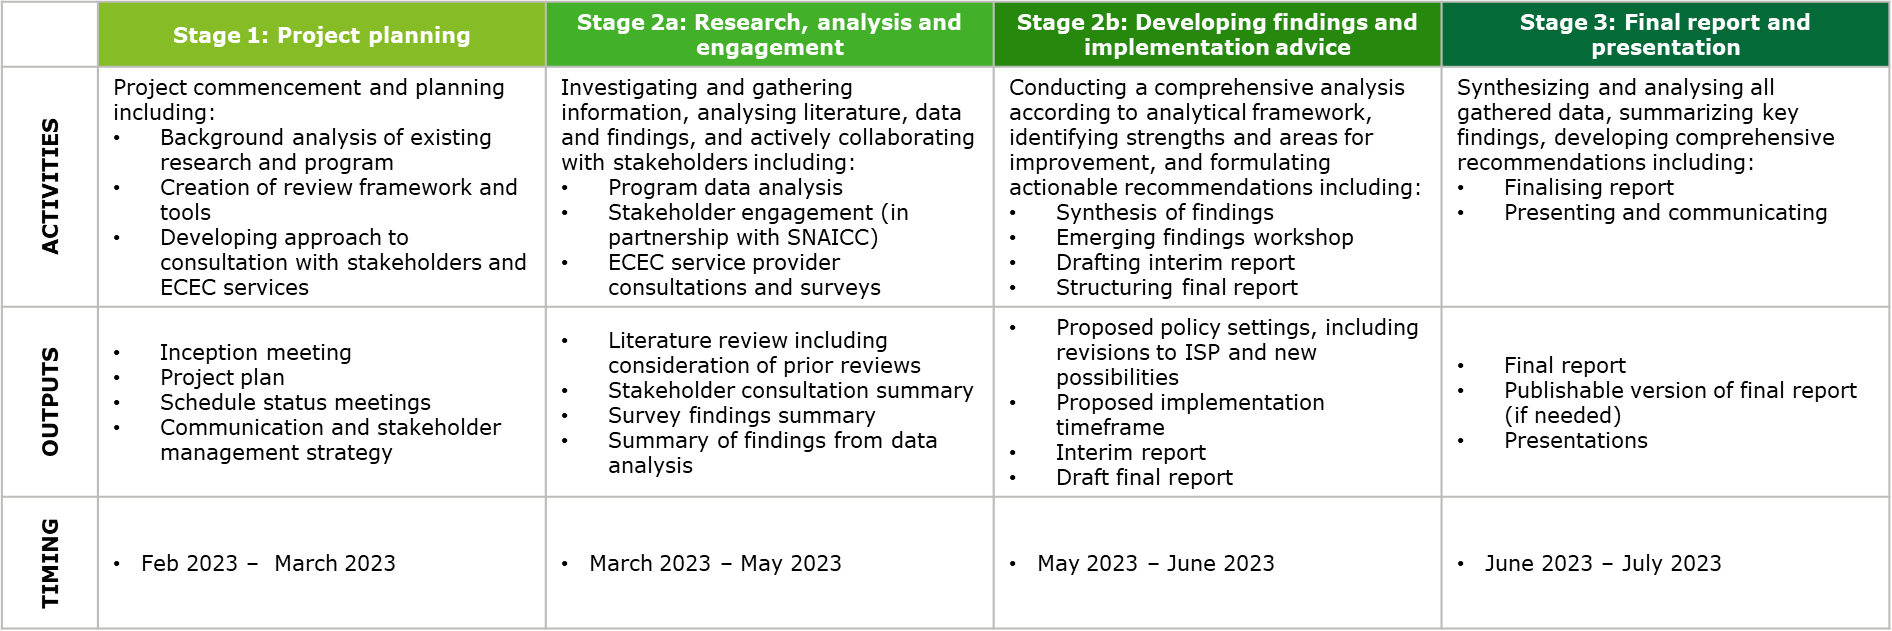 Stage 1: Project planning
Stage 2a: Research, analysis and
engagement
Stage 2b: Developing findings and
implementation advice
Stage 3: Final report and
presentation
ACTIVITIES
Project commencement and planning
including:
• Background analysis of existing
research and program
• Creation of review framework and
tools
• Developing approach to
consultation with stakeholders and
ECEC services
Investigating and gathering
information, analysing literature, data
and findings, and actively collaborating
with stakeholders including:
• Program data analysis
• Stakeholder engagement (in
partnership with SNAICC)
• ECEC service provider
consultations and surveys
Conducting a comprehensive analysis
according to analytical framework,
identifying strengths and areas for
improvement, and formulating
actionable recommendations including:
• Synthesis of findings
• Emerging findings workshop
• Drafting interim report
• Structuring final report
Synthesizing and analysing all
gathered data, summarizing key
findings, developing comprehensive
recommendations including:
• Finalising report
• Presenting and communicating
OUTPUTS
• Inception meeting
• Project plan
• Schedule status meetings
• Communication and stakeholder
management strategy
• Literature review including
consideration of prior reviews
• Stakeholder consultation summary
• Survey findings summary
• Summary of findings from data
analysis
• Proposed policy settings, including
revisions to ISP and new
possibilities
• Proposed implementation
timeframe
• Interim report
• Draft final report
• Final report
• Publishable version of final report
(if needed)
• Presentations
TIMING
• Feb 2023 – March 2023
• March 2023 – May 2023
• May 2023 – June 2023
• June 2023 – July 2023